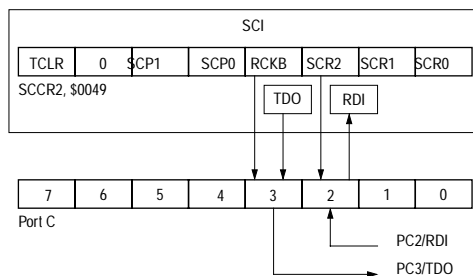 SCI
TCLR 0 SCP1 SCP0 RCKB SCR2 SCR1 SCR0
SCCR2, $0049
TDO RDI
7 6 5 4 3 2 1 0
Port C
PC2/RDI
PC3/TDO